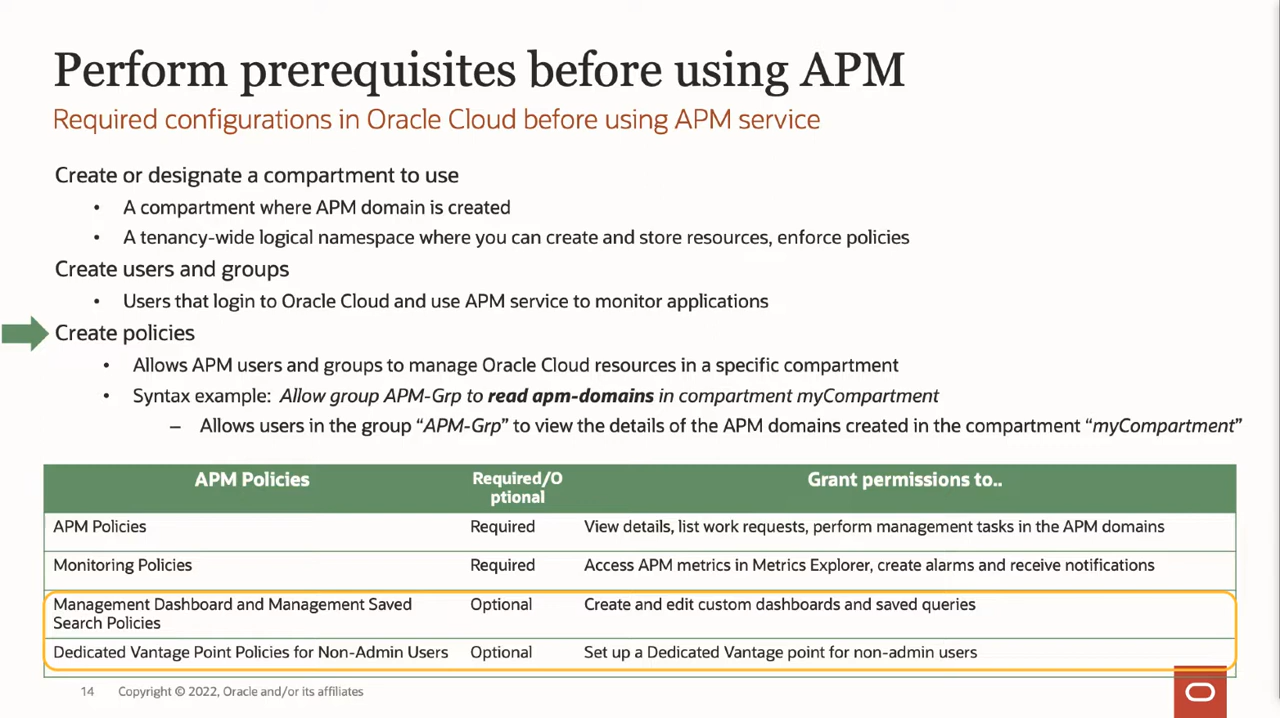 Perform prerequisites before using APM
Required configurations in Oracle Cloud before using APM service
Create or designate a compartment to use
• A compartment where APM domain is created
• A tenancy-wide logical namespace where you can create and store resources, enforce policies
Create users and groups
• Users that login to Oracle Cloud and use APM service to monitor applications
Create policies
• Allows APM users and groups to manage Oracle Cloud resources in a specific compartment
• Syntax example: Allow group APM-Grp to read apm-domains in compartment myCompartment
– Allows users in the group “APM-Grp” to view the details of the APM domains created in the compartment “myCompartment”
APM Policies Required/O Grant permissions to..
ptional
APM Policies Required View details, list work requests, perform management tasks in the APM domains
Monitoring Policies Required Access APM metrics in Metrics Explorer, create alarms and receive notifications
Management Dashboard and Management Saved Optional Create and edit custom dashboards and saved queries
Search Policies
Dedicated Vantage Point Policies for Non-Admin Users Optional Set up a Dedicated Vantage point for non-admin users
14 Copyright © 2022, Oracle and/or its affiliates